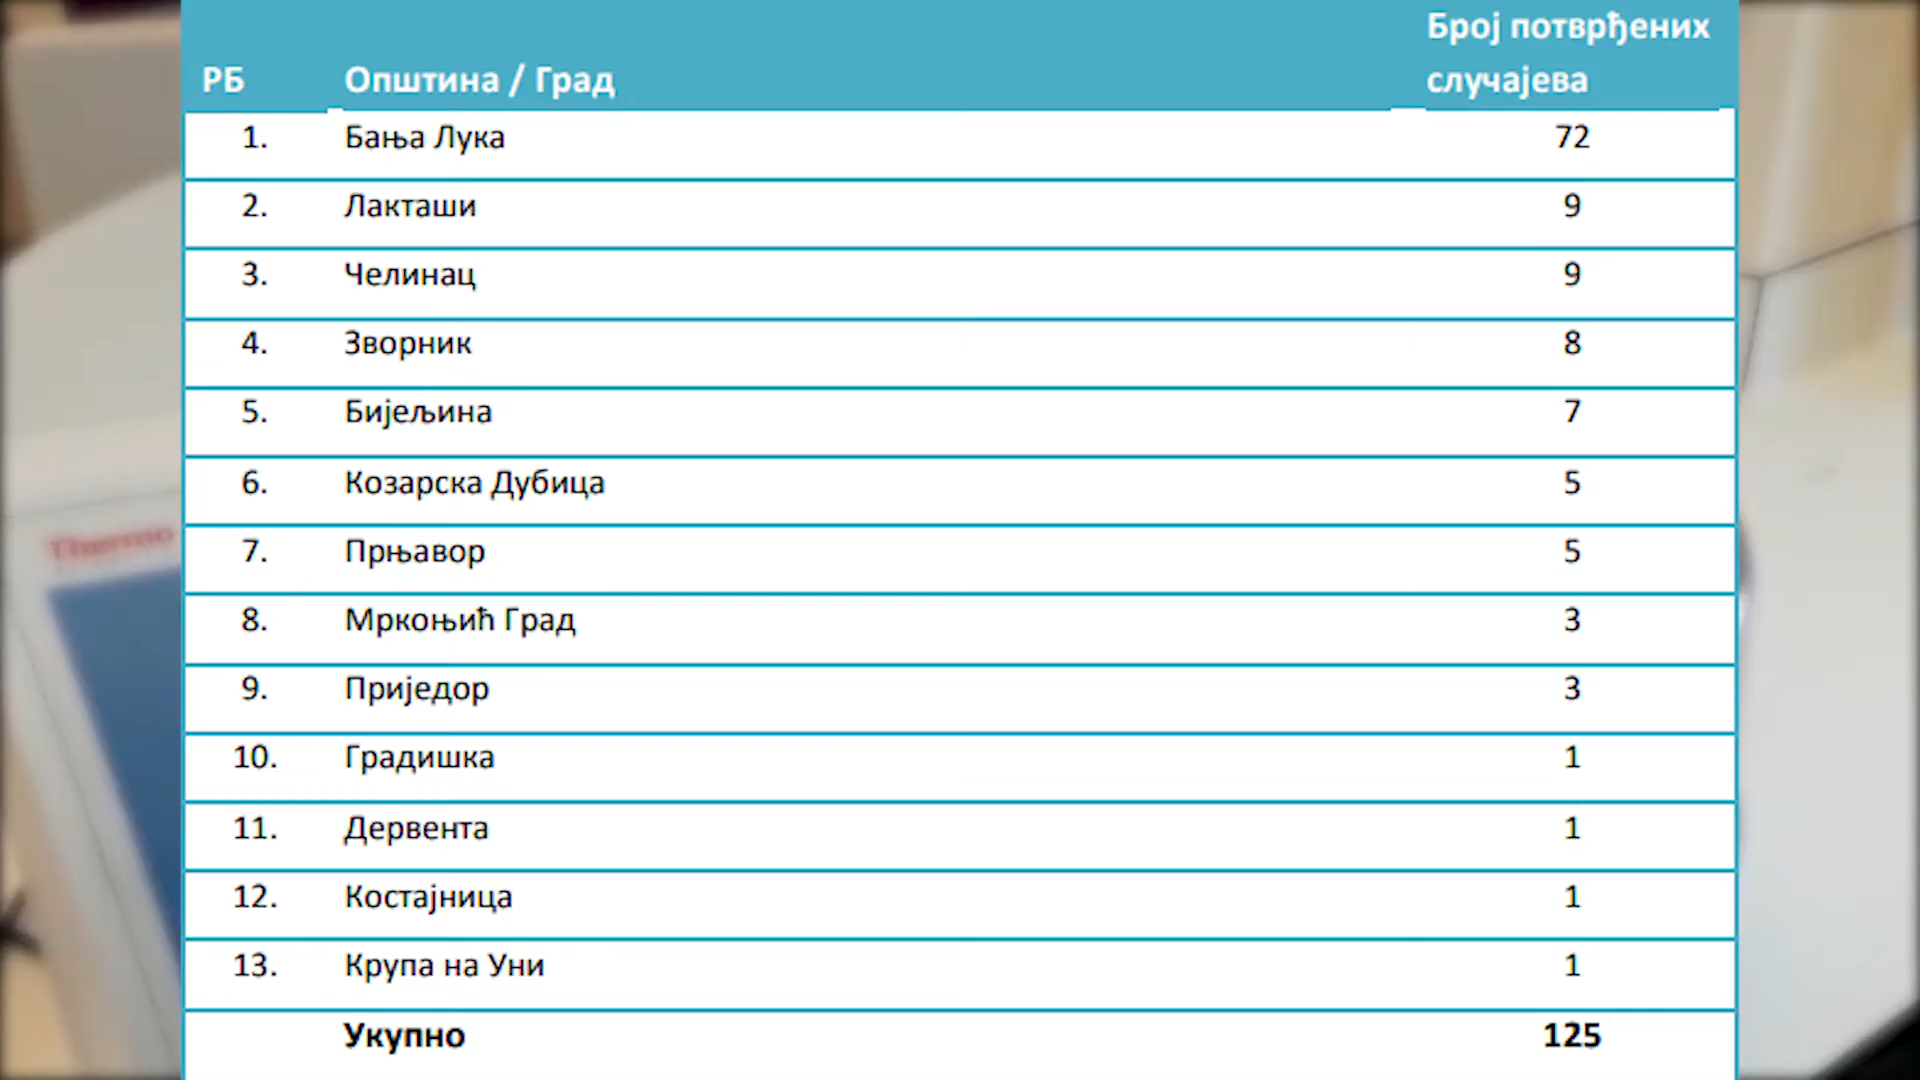 РБ Општина / Град Број потврђених случајева
1. Бања Лука 72
2. Лакташи 9
3. Челинац 9
4. Зворник 8
5. Бијељина 7
6. Козарска Дубица 5
7. Прњавор 5
8. Мркоњић Град 3
9. Приједор 3
10. Градишка 1
11. Дервента 1
12. Костајница 1
13. Крупа на Уни 1
Укупно 125
Thermo